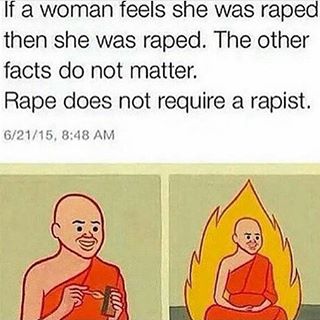 If a woman feels she was raped
then she was raped. The other
facts do not matter.
Rape does not require a rapist.
6/21/15, 8:48 AM